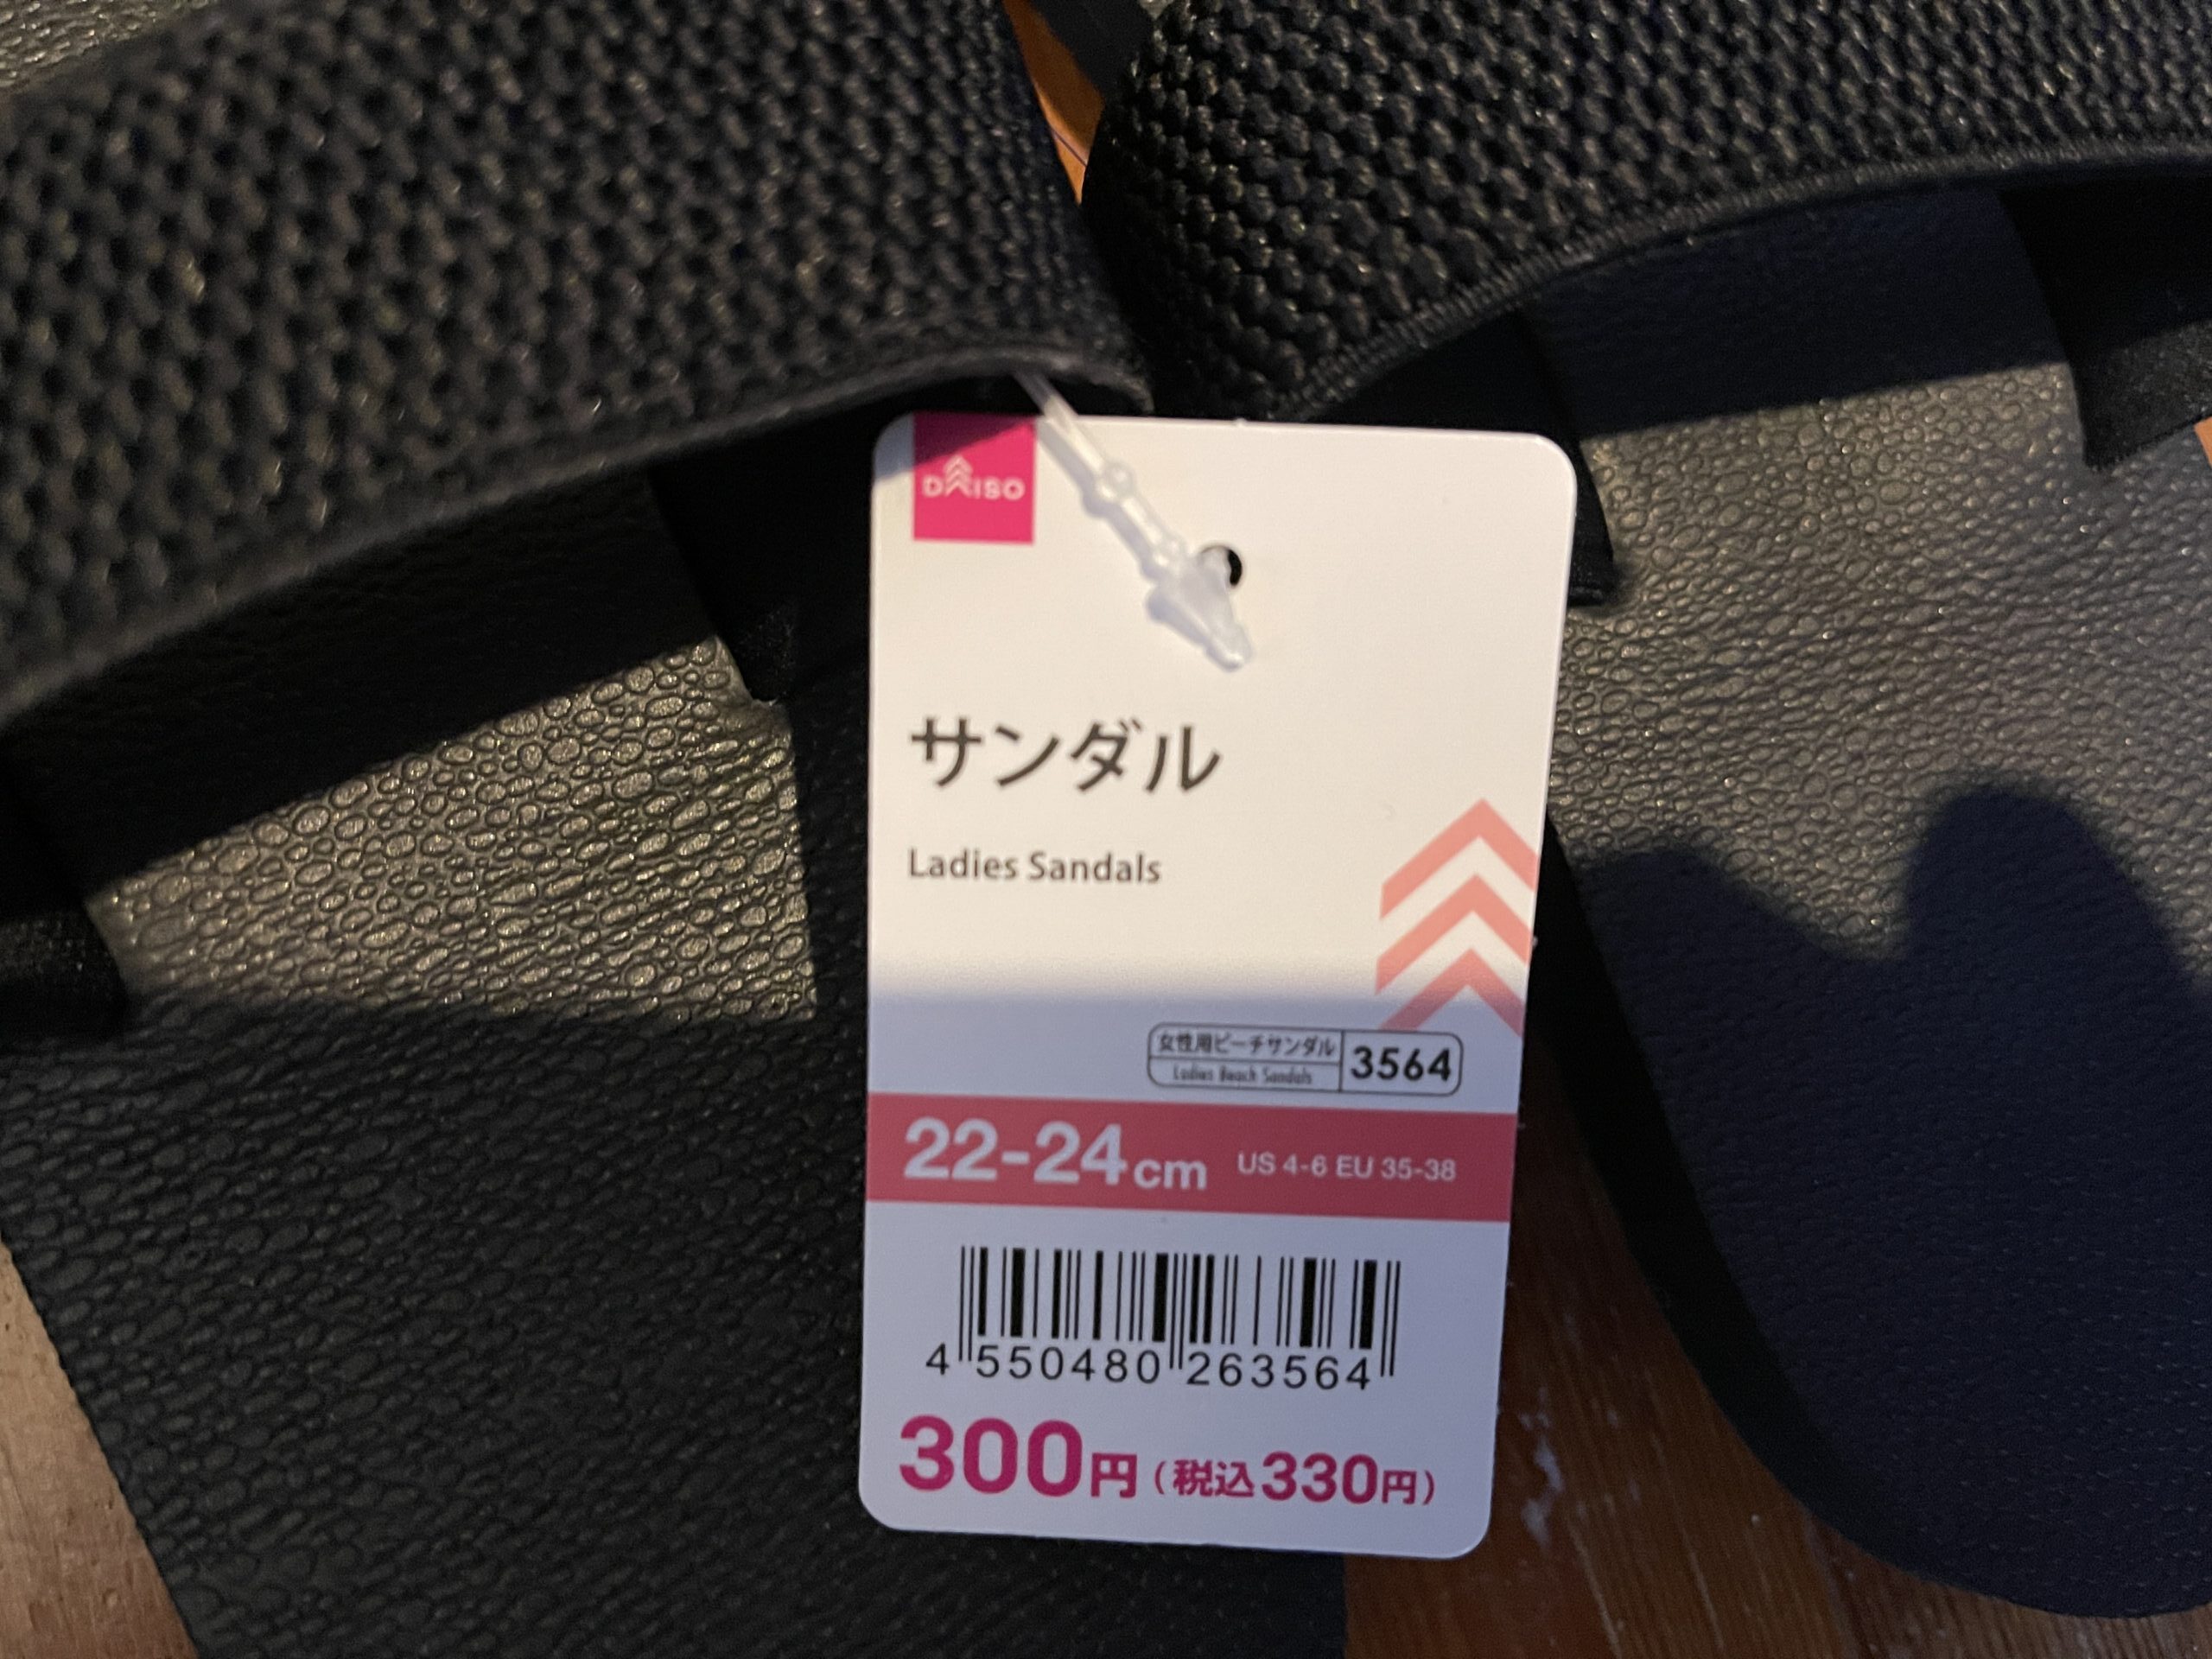 DAISO
サンダル
Ladies Sandals
女性用ビーチサンダル
Ladies Beach Sandals
3564
22-24cm US 4-6 EU 35-38
4 550480 263564
300円(税込330円)